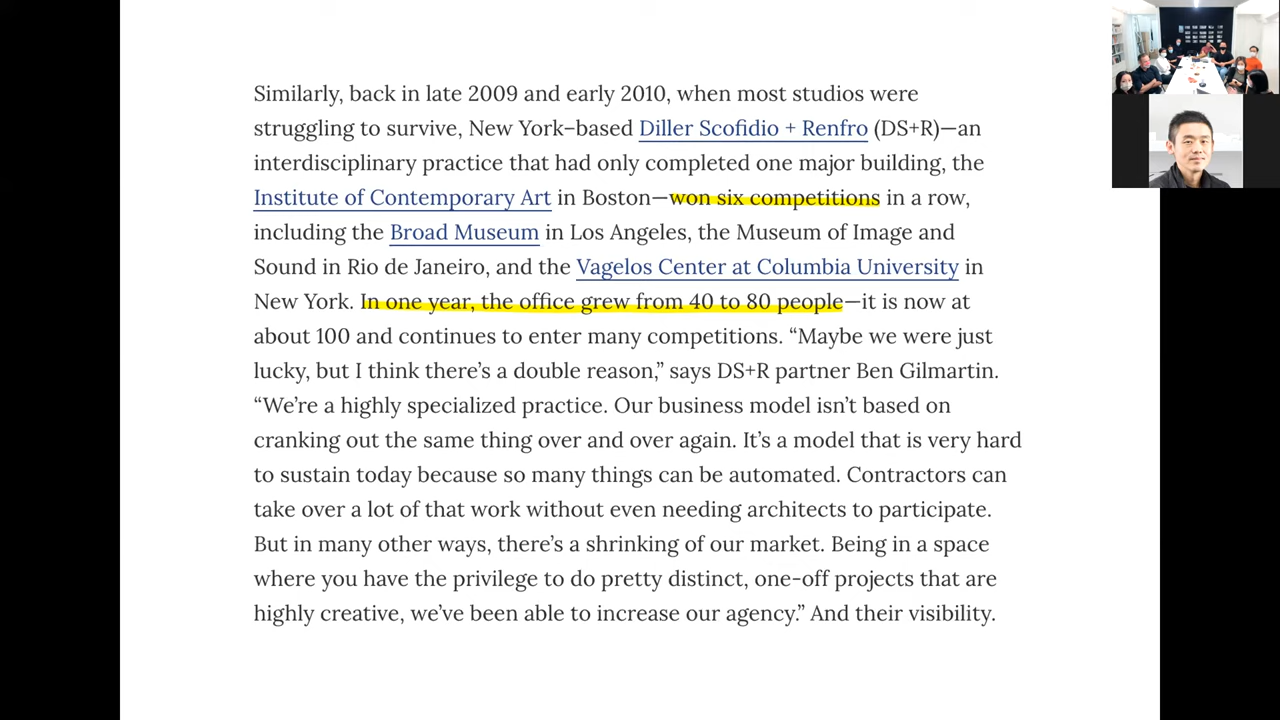 Similarly, back in late 2009 and early 2010, when most studios were
struggling to survive, New York–based Diller Scofidio + Renfro (DS+R)—an
interdisciplinary practice that had only completed one major building, the
Institute of Contemporary Art in Boston—won six competitions in a row,
including the Broad Museum in Los Angeles, the Museum of Image and
Sound in Rio de Janeiro, and the Vagelos Center at Columbia University in
New York. In one year, the office grew from 40 to 80 people—it is now at
about 100 and continues to enter many competitions. “Maybe we were just
lucky, but I think there’s a double reason,” says DS+R partner Ben Gilmartin.
“We’re a highly specialized practice. Our business model isn’t based on
cranking out the same thing over and over again. It’s a model that is very hard
to sustain today because so many things can be automated. Contractors can
take over a lot of that work without even needing architects to participate.
But in many other ways, there’s a shrinking of our market. Being in a space
where you have the privilege to do pretty distinct, one-off projects that are
highly creative, we’ve been able to increase our agency.” And their visibility.